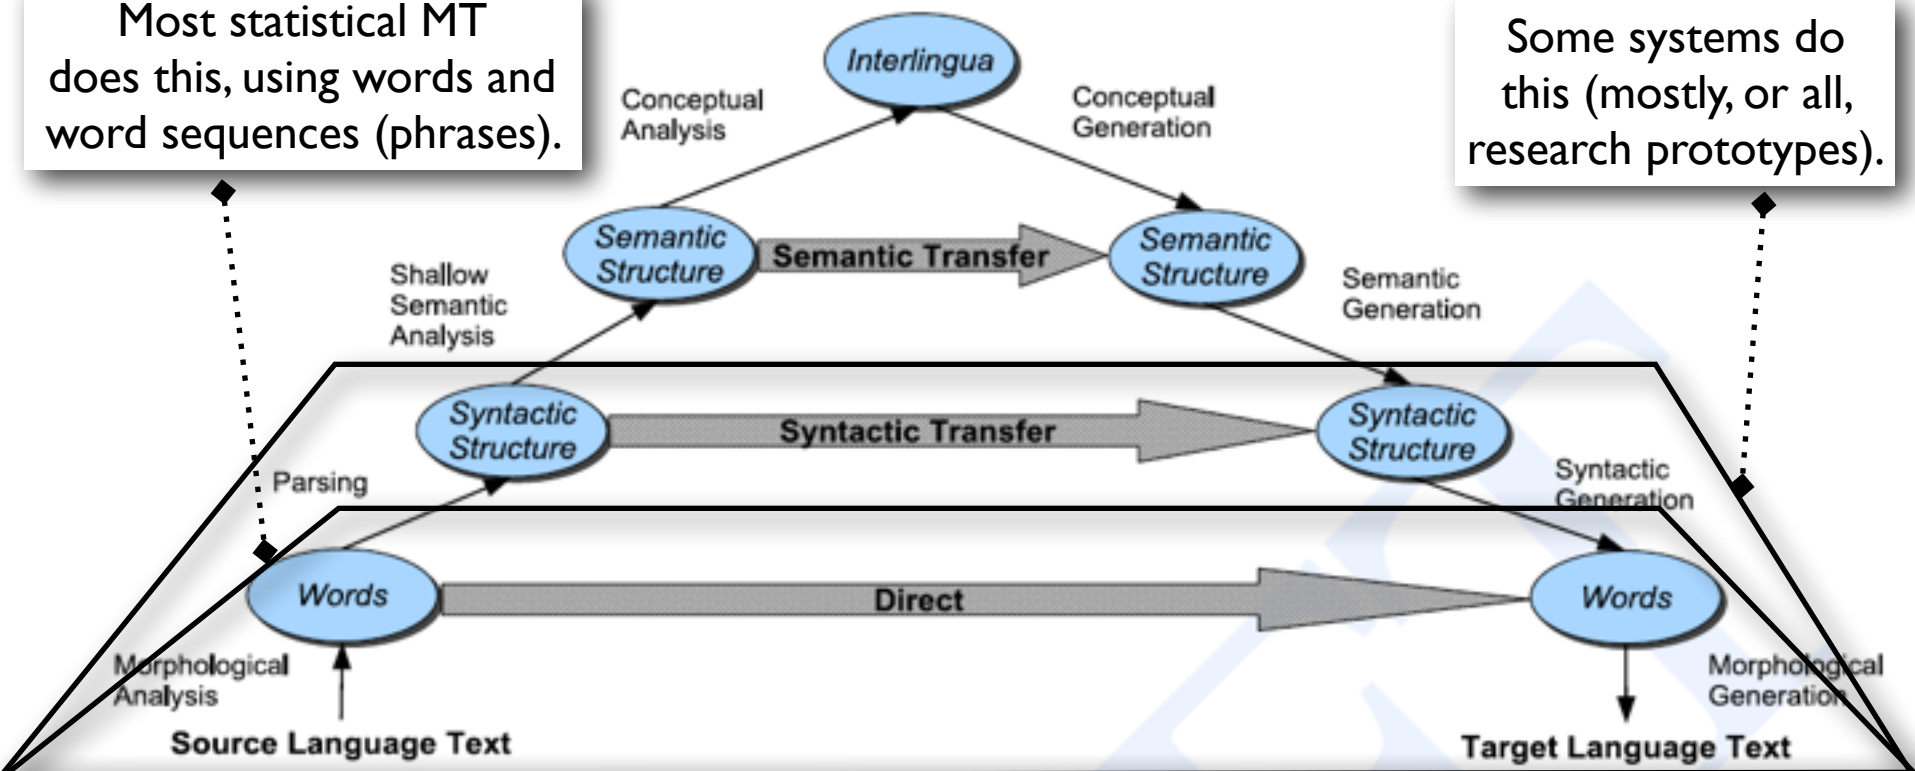 Most statistical MT
does this, using words and
word sequences (phrases).
Some systems do
this (mostly, or all,
research prototypes).
Interlingua
Conceptual
Analysis
Conceptual
Generation
Semantic
Structure
Semantic Transfer
Semantic
Structure
Shallow
Semantic
Analysis
Semantic
Generation
Syntactic
Structure
Syntactic Transfer
Syntactic
Structure
Parsing
Syntactic
Generation
Words
Direct
Words
Morphological
Analysis
Morphological
Generation
Source Language Text
Target Language Text